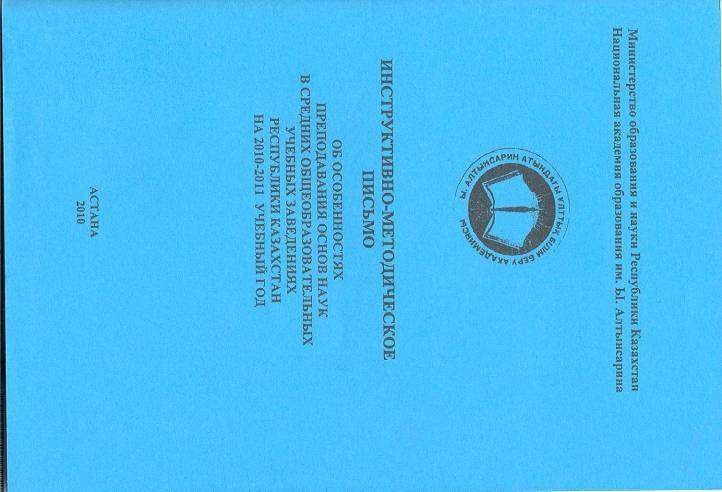 Министерство образования и науки Республики Казахстан
Национальная академия образования им. Ы. Алтынсарина
Ы. АЛТЫНСАРИН АТЫНДАҒЫ ҰЛТТЫҚ БІЛІМ БЕРУ АКАДЕМИЯСЫ
ИНСТРУКТИВНО-МЕТОДИЧЕСКОЕ
ПИСЬМО
ОБ ОСОБЕННОСТЯХ
ПРЕПОДАВАНИЯ ОСНОВ НАУК
В СРЕДНИХ ОБЩЕОБРАЗОВАТЕЛЬНЫХ
УЧЕБНЫХ ЗАВЕДЕНИЯХ
РЕСПУБЛИКИ КАЗАХСТАН
НА 2010-2011 УЧЕБНЫЙ ГОД
АСТАНА
2010